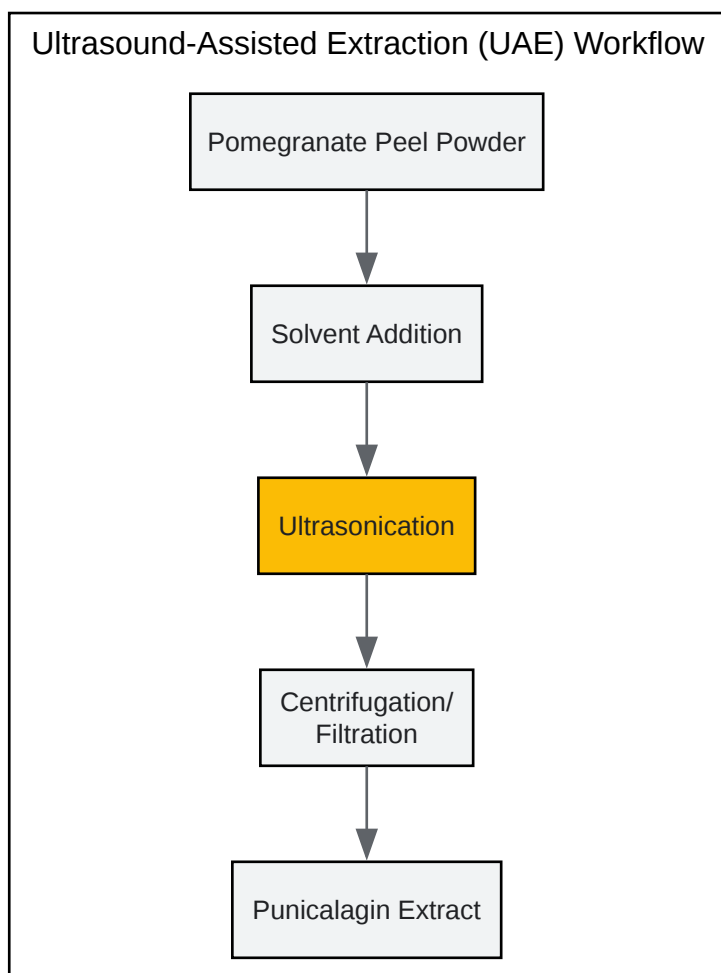 Ultrasound-Assisted Extraction (UAE) Workflow
Pomegranate Peel Powder
Solvent Addition
Ultrasonication
Centrifugation/
Filtration
Punicalagin Extract